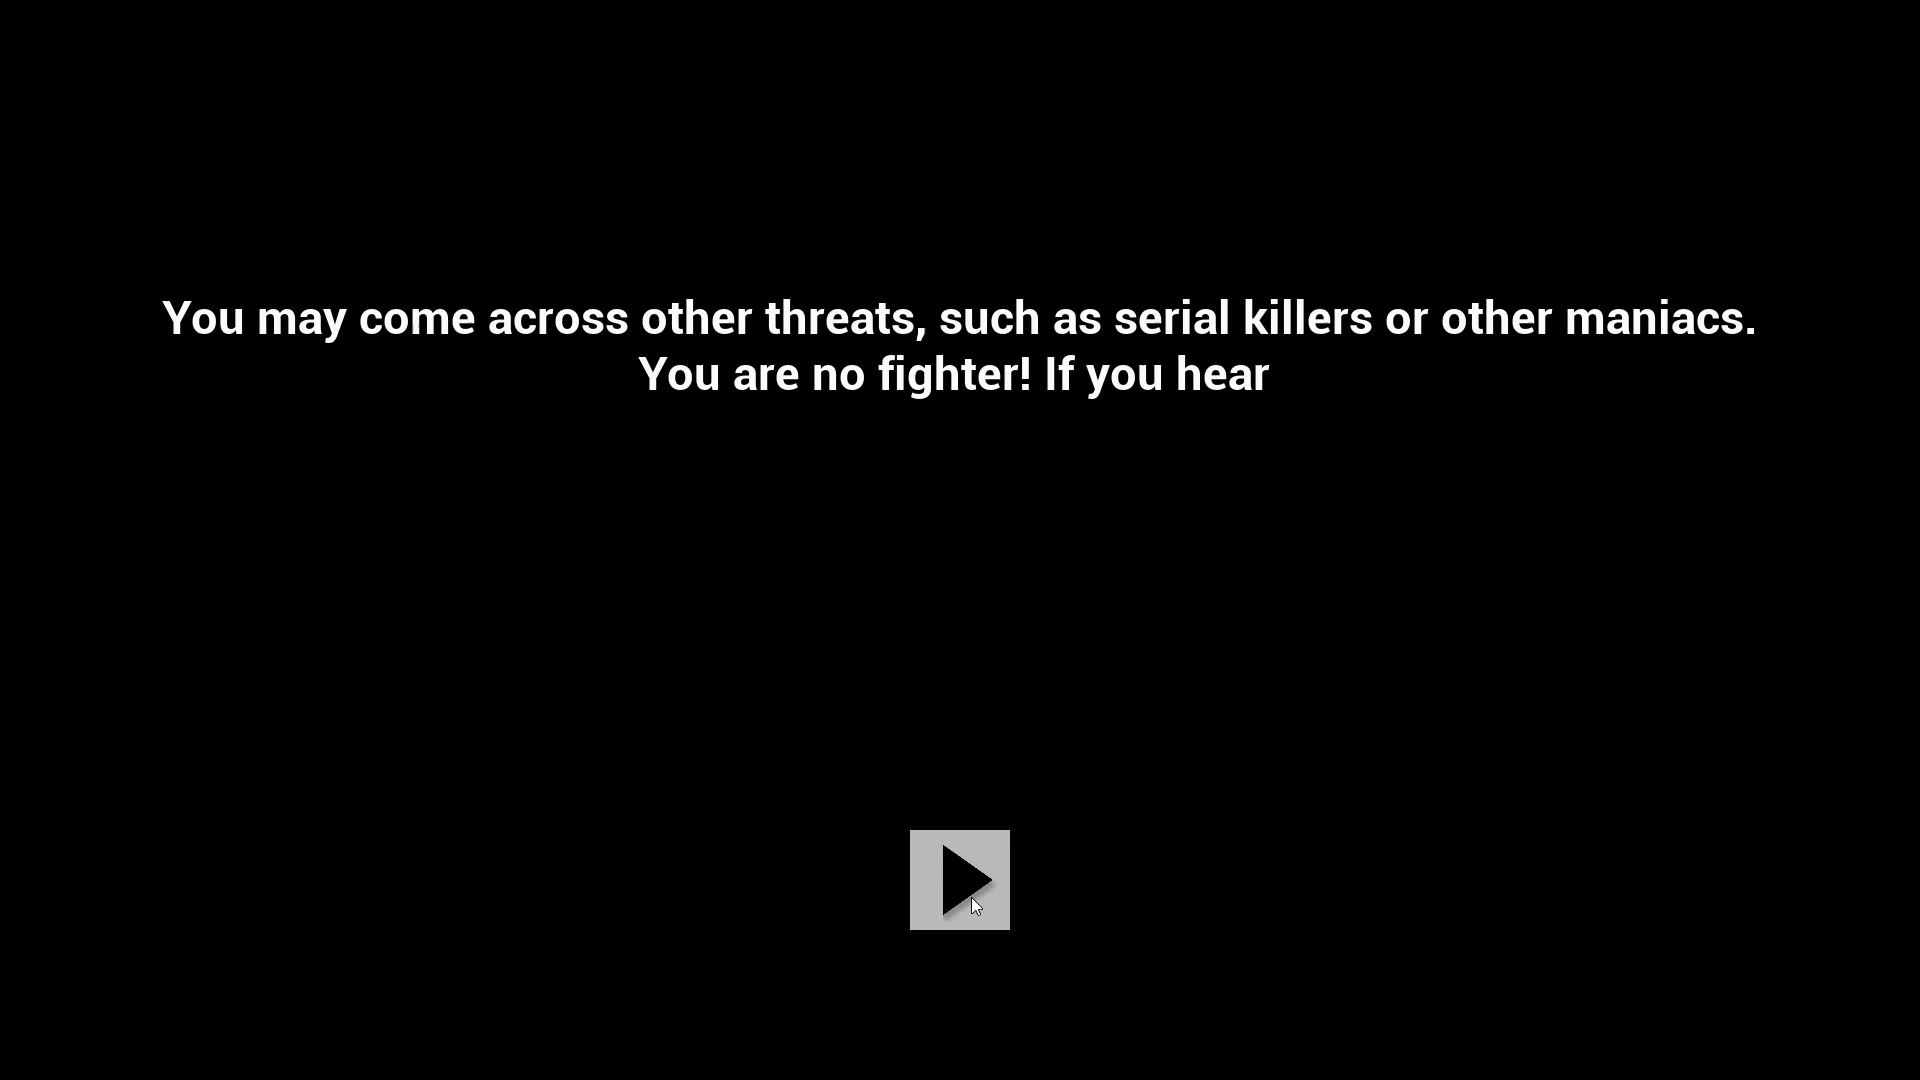 You may come across other threats, such as serial killers or other maniacs.
You are no fighter! If you hear